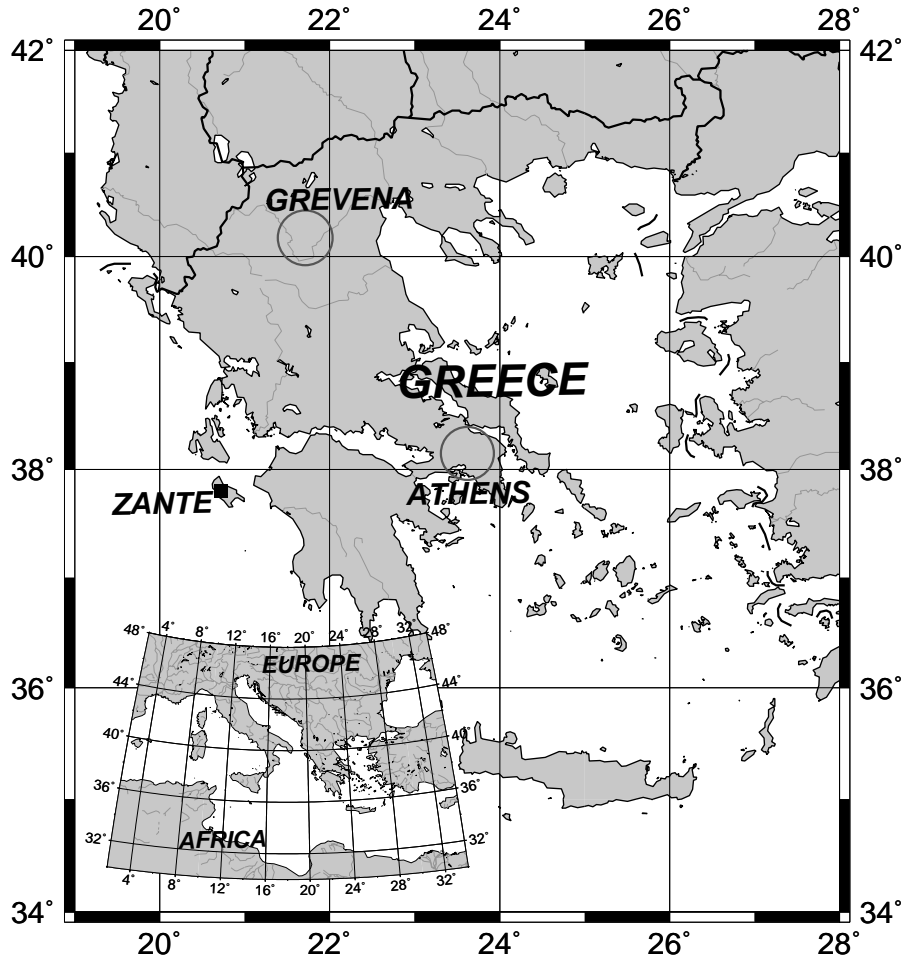 20° 22° 24° 26° 28°
42° 42°
GREVENA
40° 40°
GREECE
38° 38°
ATHENS
ZANTE
48° 4° 8° 12° 16° 20° 24° 28° 32° 48°
EUROPE
44° 44°
36° 36°
40° 40°
36° 36°
32° 32°
AFRICA
4° 8° 12° 16° 20° 24° 28° 32°
34° 34°
20° 22° 24° 26° 28°